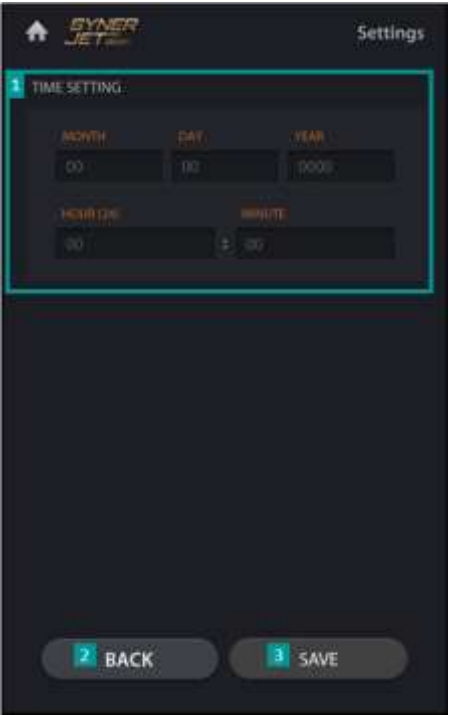 SYNER
JET
Settings
1 TIME SETTING
MONTH DAY YEAR
00 00 0000
HOUR (24) MINUTE
00 : 00
2 BACK
3 SAVE